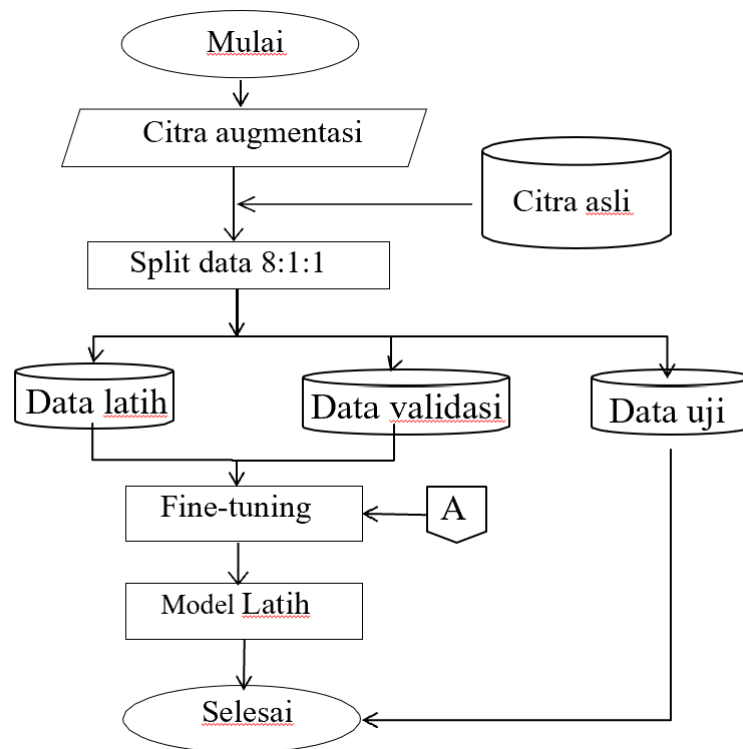 Mulai
Citra augmentasi
Citra asli
Split data 8:1:1
Data latih
Data validasi
Data uji
Fine-tuning
A
Model Latih
Selesai